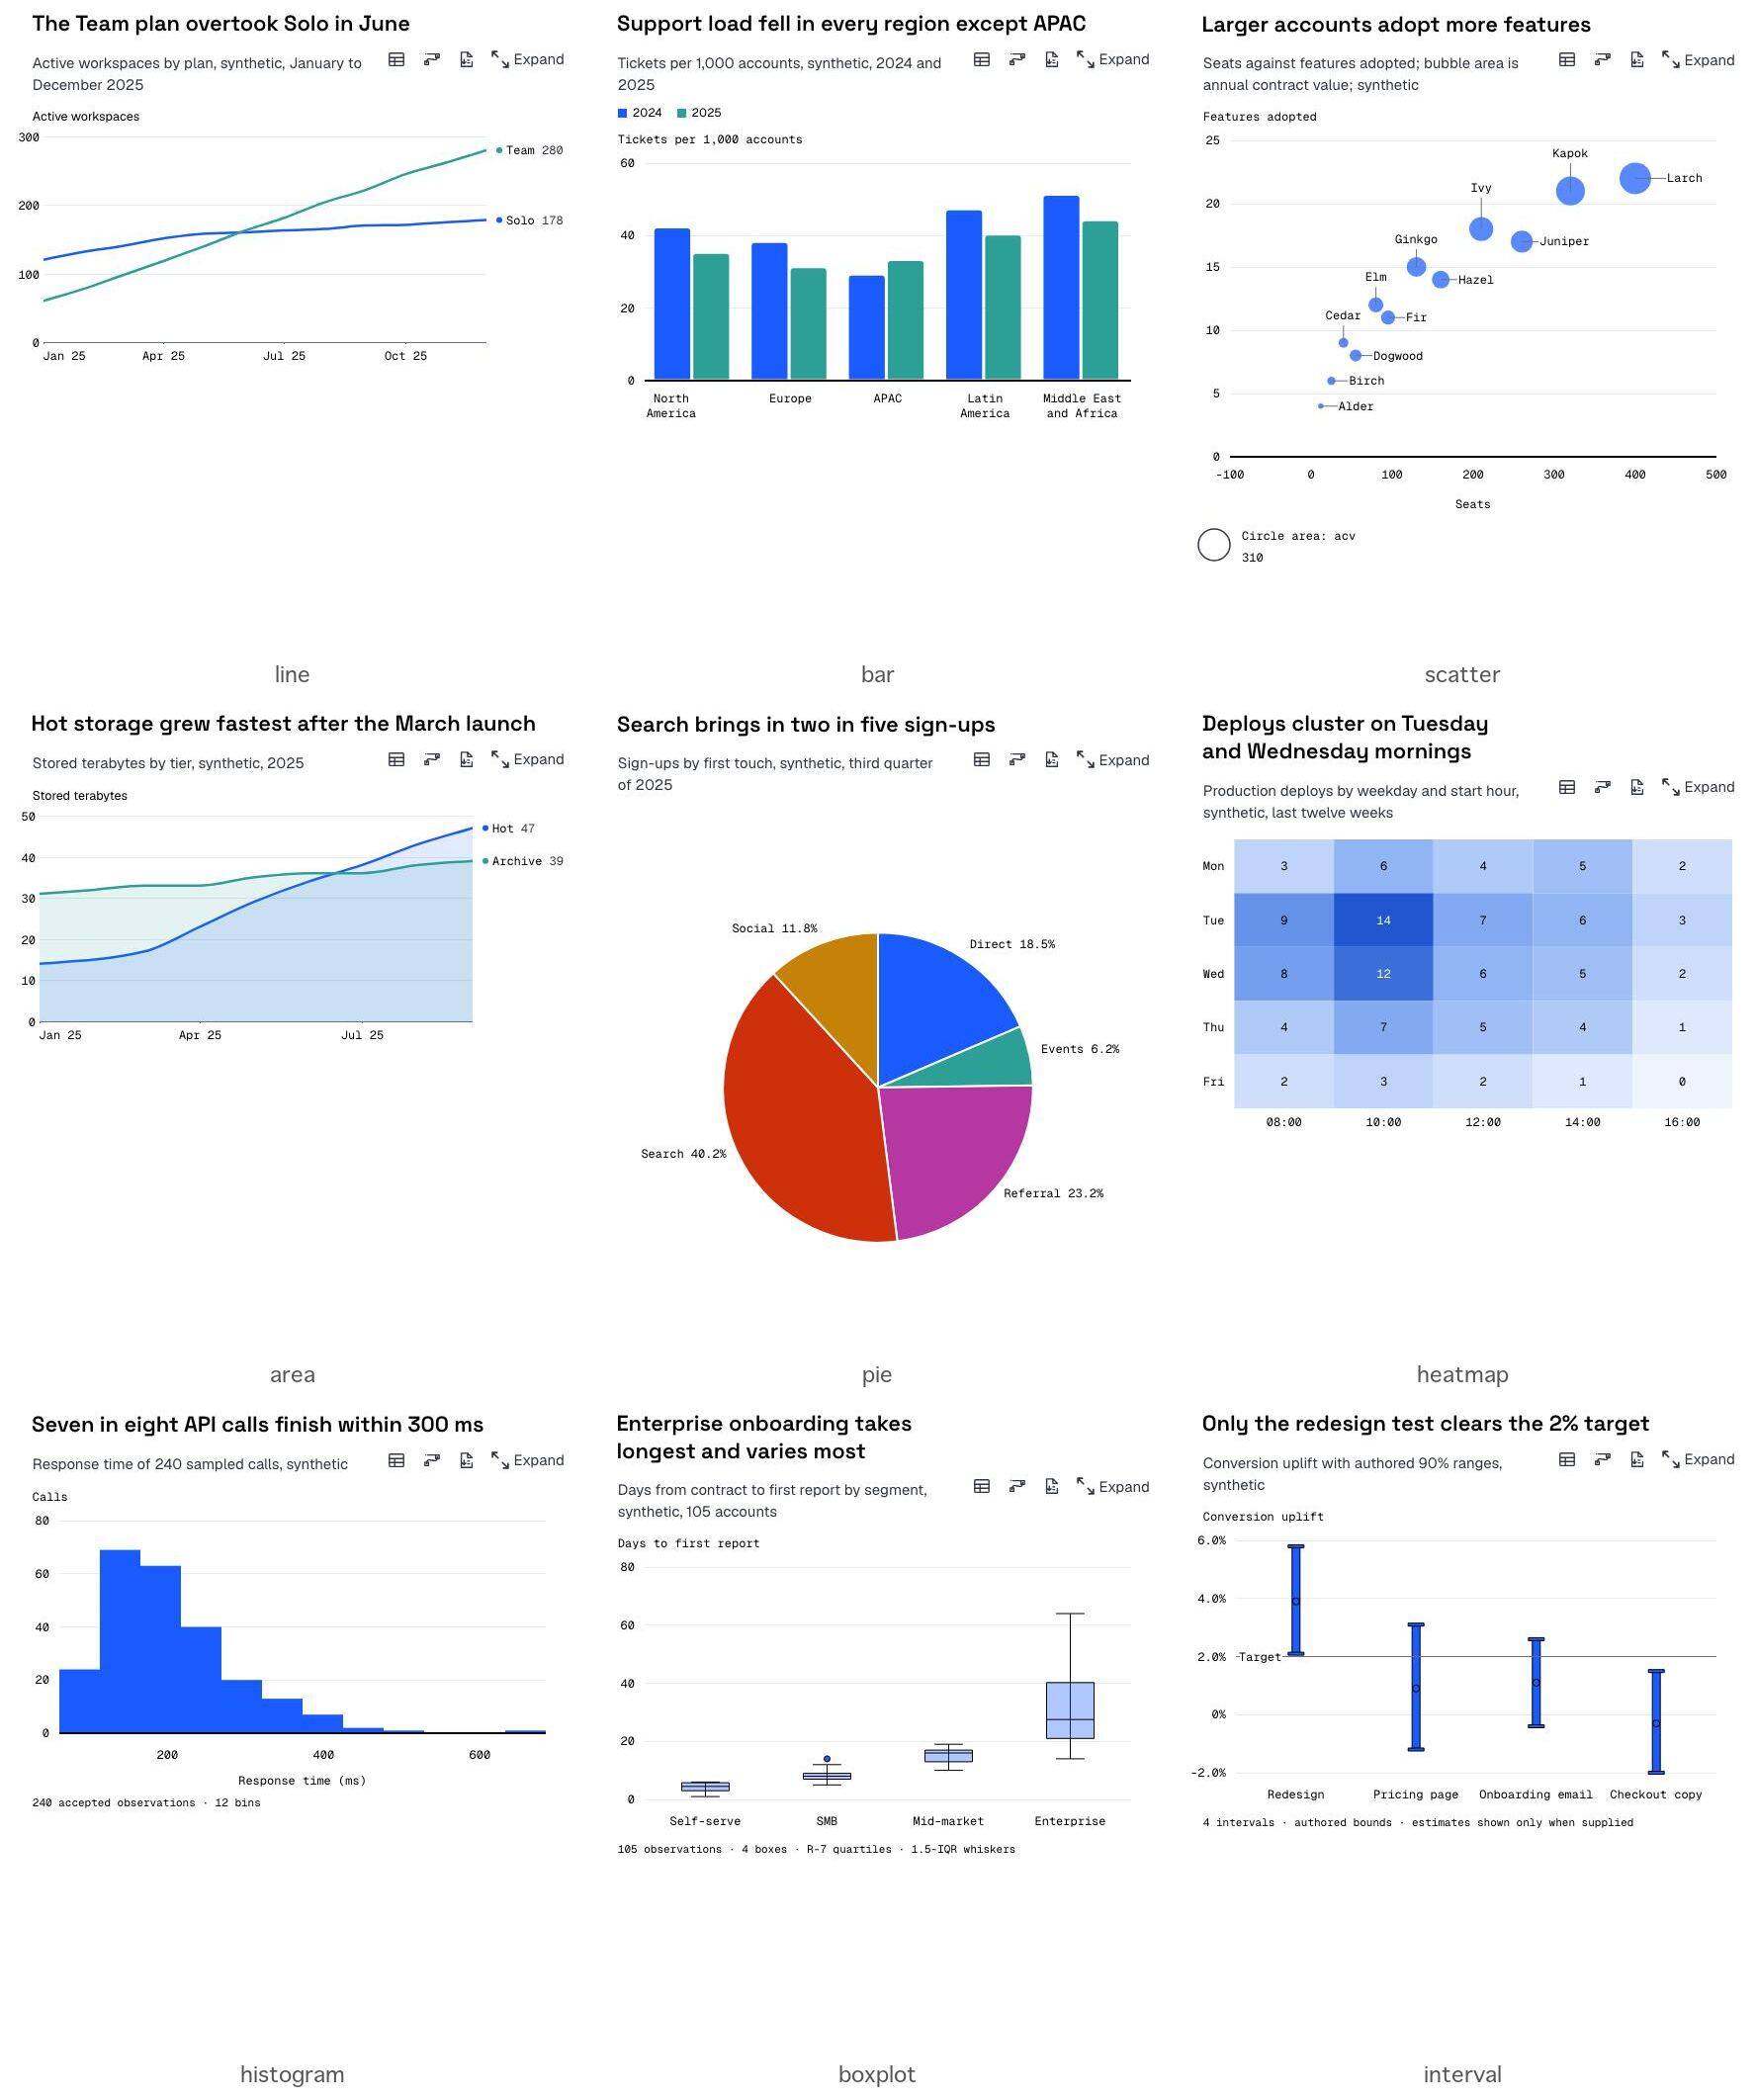 The Team plan overtook Solo in June
Active workspaces by plan, synthetic, January to
December 2025
Expand
Active workspaces
300
200
100
0
Team 280
Solo 178
Jan 25
Apr 25
Jul 25
Oct 25
line
Support load fell in every region except APAC
Tickets per 1,000 accounts, synthetic, 2024 and
2025
Expand
2024
2025
Tickets per 1,000 accounts
60
40
20
0
North
America
Europe
APAC
Latin
America
Middle East
and Africa
bar
Larger accounts adopt more features
Seats against features adopted; bubble area is
annual contract value; synthetic
Expand
Features adopted
25
20
15
10
5
0
Kapok
Larch
Ivy
Juniper
Ginkgo
Hazel
Elm
Fir
Cedar
Dogwood
Birch
Alder
-100
0
100
200
300
400
500
Seats
Circle area: acv
310
scatter
Hot storage grew fastest after the March launch
Stored terabytes by tier, synthetic, 2025
Expand
Stored terabytes
50
40
30
20
10
0
Hot 47
Archive 39
Jan 25
Apr 25
Jul 25
area
Search brings in two in five sign-ups
Sign-ups by first touch, synthetic, third quarter
of 2025
Expand
Social 11.8%
Direct 18.5%
Events 6.2%
Search 40.2%
Referral 23.2%
pie
Deploys cluster on Tuesday
and Wednesday mornings
Production deploys by weekday and start hour,
synthetic, last twelve weeks
Expand
Mon 3 6 4 5 2
Tue 9 14 7 6 3
Wed 8 12 6 5 2
Thu 4 7 5 4 1
Fri 2 3 2 1 0
08:00 10:00 12:00 14:00 16:00
heatmap
Seven in eight API calls finish within 300 ms
Response time of 240 sampled calls, synthetic
Expand
Calls
80
60
40
20
0
200
400
600
Response time (ms)
240 accepted observations · 12 bins
histogram
Enterprise onboarding takes
longest and varies most
Days from contract to first report by segment,
synthetic, 105 accounts
Expand
Days to first report
80
60
40
20
0
Self-serve
SMB
Mid-market
Enterprise
105 observations · 4 boxes · R-7 quartiles · 1.5-IQR whiskers
boxplot
Only the redesign test clears the 2% target
Conversion uplift with authored 90% ranges,
synthetic
Expand
Conversion uplift
6.0%
4.0%
2.0%
Target
0%
-2.0%
Redesign
Pricing page
Onboarding email
Checkout copy
4 intervals · authored bounds · estimates shown only when supplied
interval